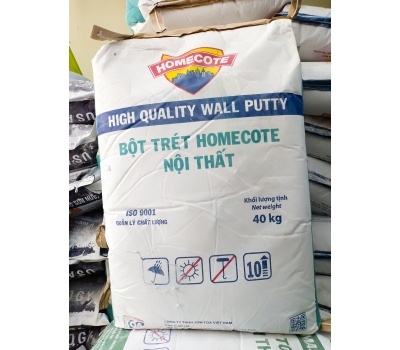 HOMECOTE
HIGH QUALITY WALL PUTTY
BỘT TRÉT HOMECOTE
NỘI THẤT
ISO 9001
QUẢN LÝ CHẤT LƯỢNG
Khối lượng tịnh
Net weight
40 kg
10